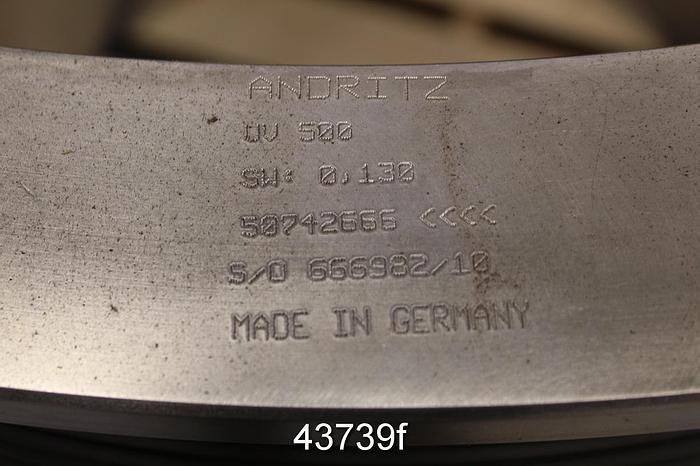 ANDRITZ
UV 500
SW: 0,130
50742666 <<<<
S/O 666982/10
MADE IN GERMANY
43739f